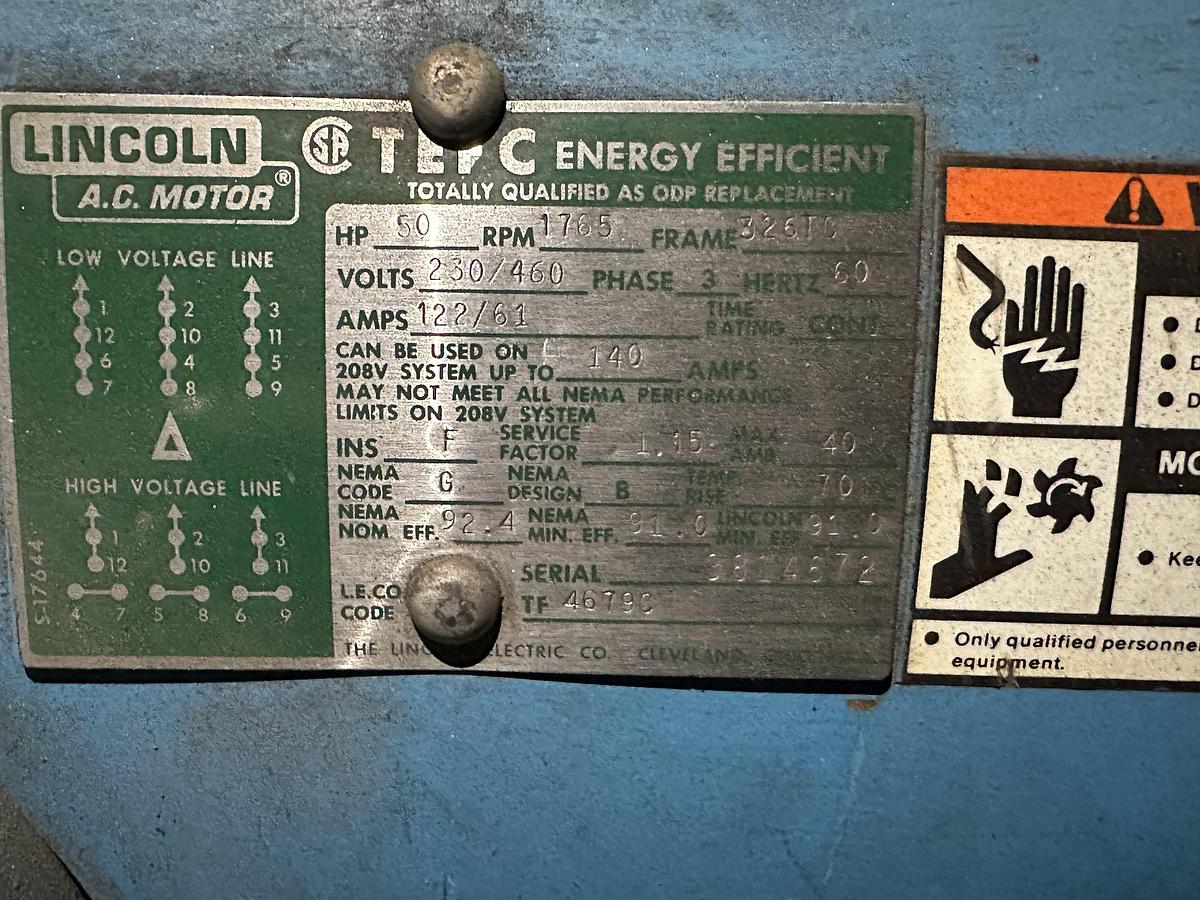 LINCOLN
A.C. MOTOR ®
SA TEFC ENERGY EFFICIENT
TOTALLY QUALIFIED AS ODP REPLACEMENT
LOW VOLTAGE LINE
1 2 3
12 10 11
6 4 5
7 8 9
Δ
HIGH VOLTAGE LINE
1 2 3
12 10 11
4 7 5 8 6 9
S-17644
HP 50 RPM 1765 FRAME 326TC
VOLTS 230/460 PHASE 3 HERTZ 60
AMPS 122/61 TIME RATING CONT
CAN BE USED ON
208V SYSTEM UP TO 140 AMPS
MAY NOT MEET ALL NEMA PERFORMANCE
LIMITS ON 208V SYSTEM
INS F SERVICE FACTOR 1.15 MAX AMB 40
NEMA CODE G NEMA DESIGN B TEMP RISE 70
NEMA NOM EFF. 92.4 NEMA MIN. EFF. 91.0 LINCOLN MIN. EFF 91.0
SERIAL 3814672
L.E.CO CODE TF 4679
THE LINCOLN ELECTRIC CO. CLEVELAND
MO
Kee
Only qualified personne
equipment.